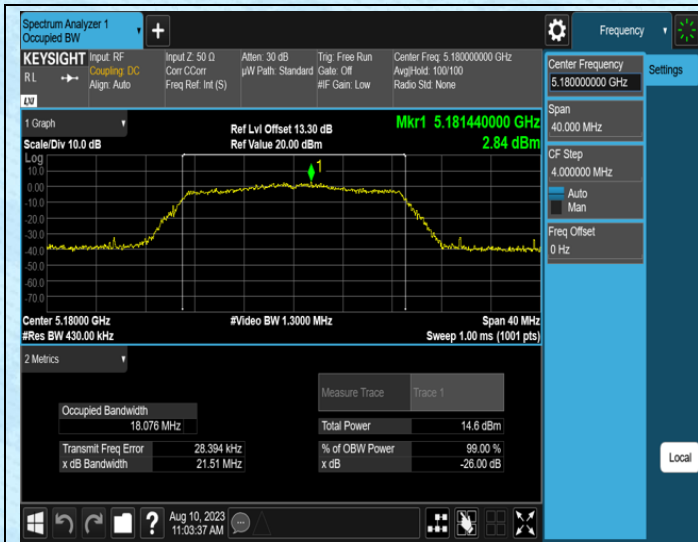 Spectrum Analyzer 1
Occupied BW
Frequency
KEYSIGHT
RL
LXI
Input: RF
Coupling: DC
Align: Auto
Input Z: 50 Ω
Corr CCorr
Freq Ref: Int (S)
Atten: 30 dB
µW Path: Standard
Trig: Free Run
Gate: Off
#IF Gain: Low
Center Freq: 5.180000000 GHz
Avg|Hold: 100/100
Radio Std: None
Center Frequency
5.180000000 GHz
Settings
Span
40.000 MHz
CF Step
4.000000 MHz
Auto
Man
Freq Offset
0 Hz
Local
1 Graph
Scale/Div 10.0 dB
Ref Lvl Offset 13.30 dB
Ref Value 20.00 dBm
Mkr1 5.181440000 GHz
2.84 dBm
Log
10.0
0.00
-10.0
-20.0
-30.0
-40.0
-50.0
-60.0
-70.0
1
Center 5.18000 GHz
#Res BW 430.00 kHz
#Video BW 1.3000 MHz
Span 40 MHz
Sweep 1.00 ms (1001 pts)
2 Metrics
Measure Trace
Trace 1
Occupied Bandwidth
18.076 MHz
Total Power
14.6 dBm
Transmit Freq Error
28.394 kHz
% of OBW Power
99.00 %
x dB Bandwidth
21.51 MHz
x dB
-26.00 dB
?
Aug 10, 2023
11:03:37 AM